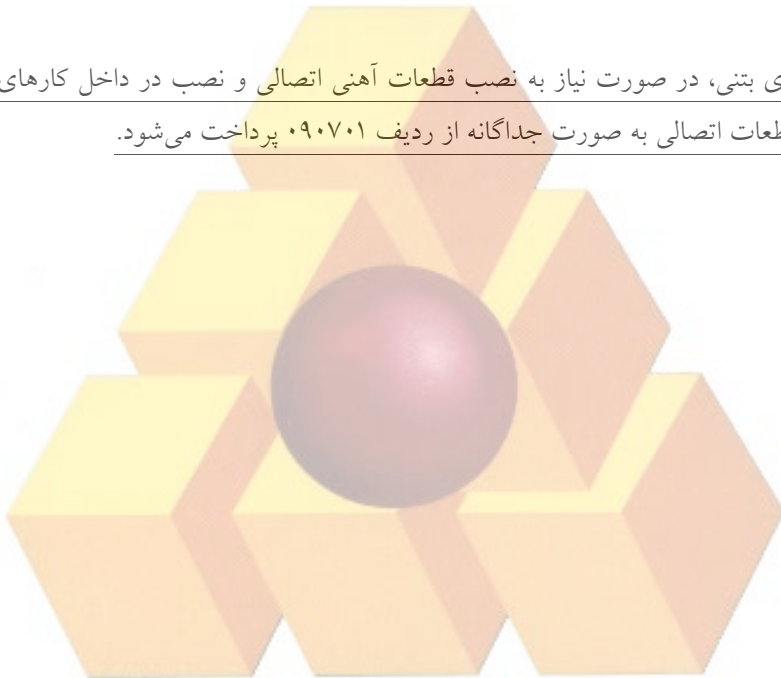 ی بتنی، در صورت نیاز به نصب قطعات آهنی اتصالی و نصب در داخل کارهای
طعات اتصالی به صورت جداگانه از ردیف ۰۹۰۷۰۱ پرداخت می‌شود.